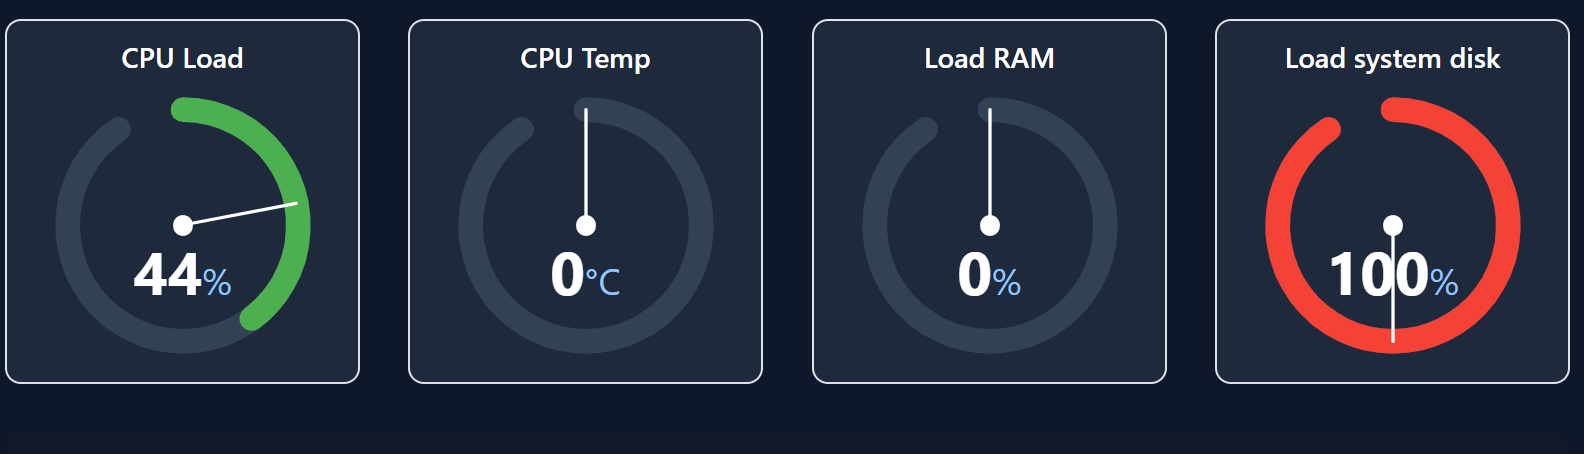 CPU Load
44%
CPU Temp
0°C
Load RAM
0%
Load system disk
100%